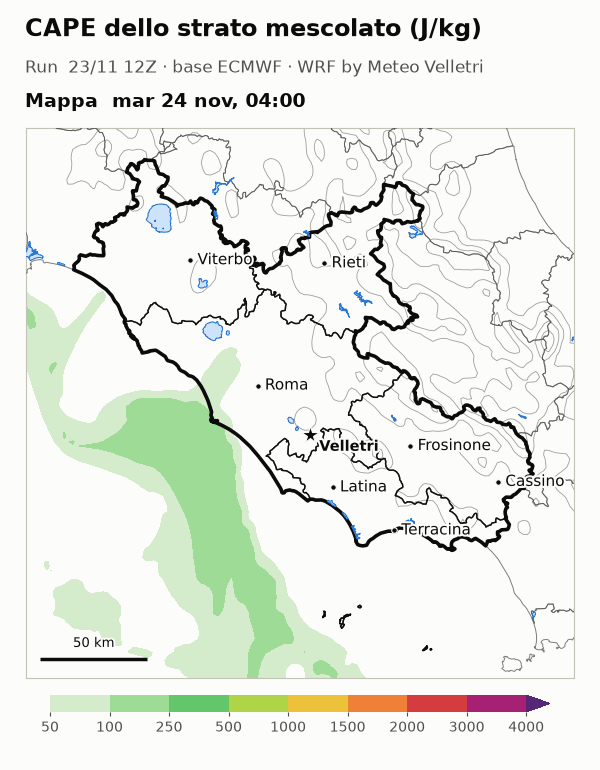 CAPE dello strato mescolato (J/kg)
Run 23/11 12Z · base ECMWF · WRF by Meteo Velletri
Mappa mar 24 nov, 04:00
Viterbo
Rieti
Roma
Velletri
Frosinone
Latina
Cassino
Terracina
50 km
50 100 250 500 1000 1500 2000 3000 4000